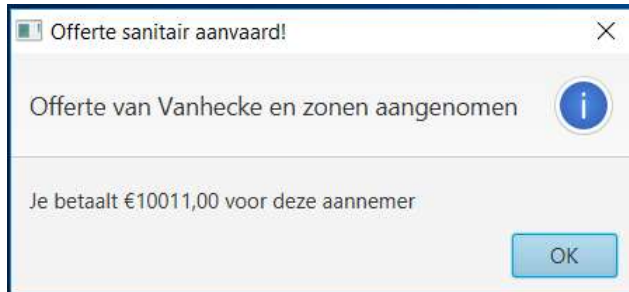 Offerte sanitair aanvaard!
Offerte van Vanhecke en zonen aangenomen
Je betaalt €10011,00 voor deze aannemer
OK